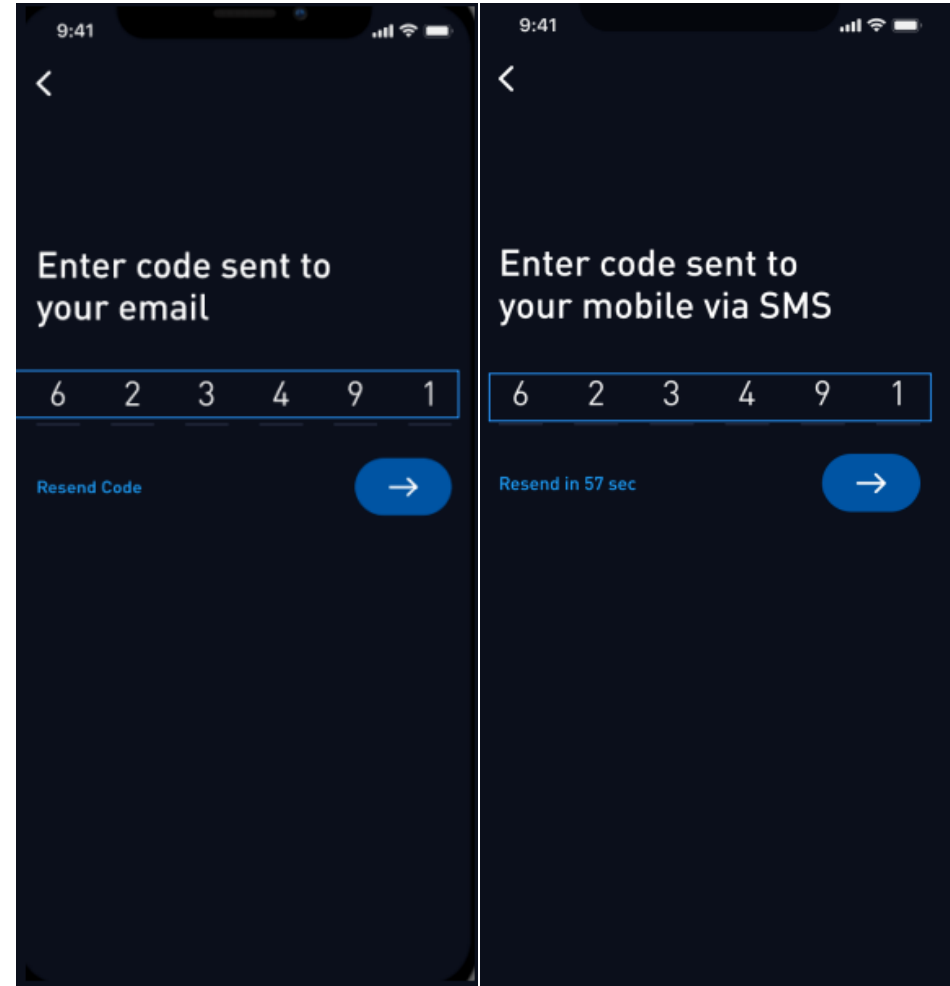 9:41
Enter code sent to
your email
6 2 3 4 9 1
Resend Code
9:41
Enter code sent to
your mobile via SMS
6 2 3 4 9 1
Resend in 57 sec